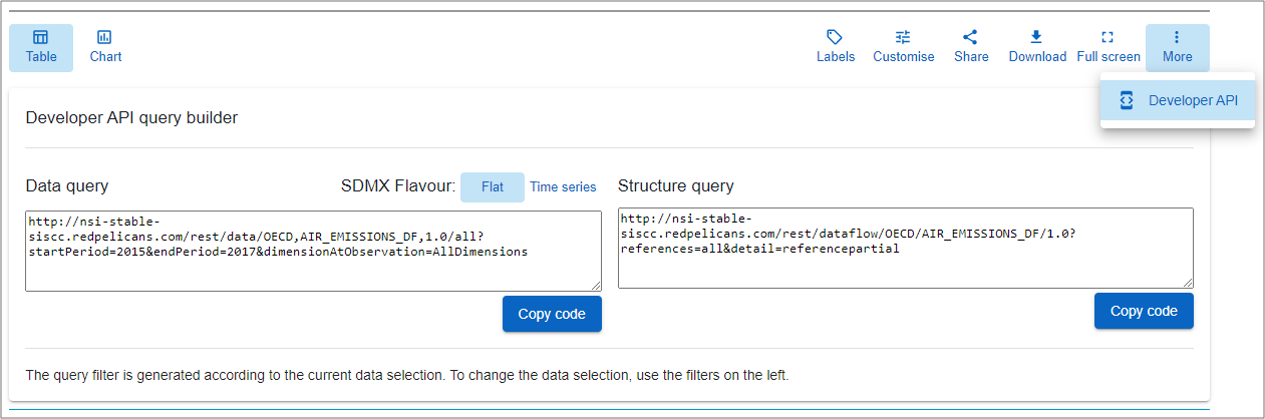 Table
Chart
Labels
Customise
Share
Download
Full screen
More
Developer API
Developer API query builder
Data query
SDMX Flavour:
Flat
Time series
Structure query
http://nsi-stable-
siscc.redpelicans.com/rest/data/OECD,AIR_EMISSIONS_DF,1.0/all?
startPeriod=2015&endPeriod=2017&dimensionAtObservation=AllDimensions
http://nsi-stable-
siscc.redpelicans.com/rest/dataflow/OECD/AIR_EMISSIONS_DF/1.0?
references=all&detail=referencepartial
Copy code
Copy code
The query filter is generated according to the current data selection. To change the data selection, use the filters on the left.